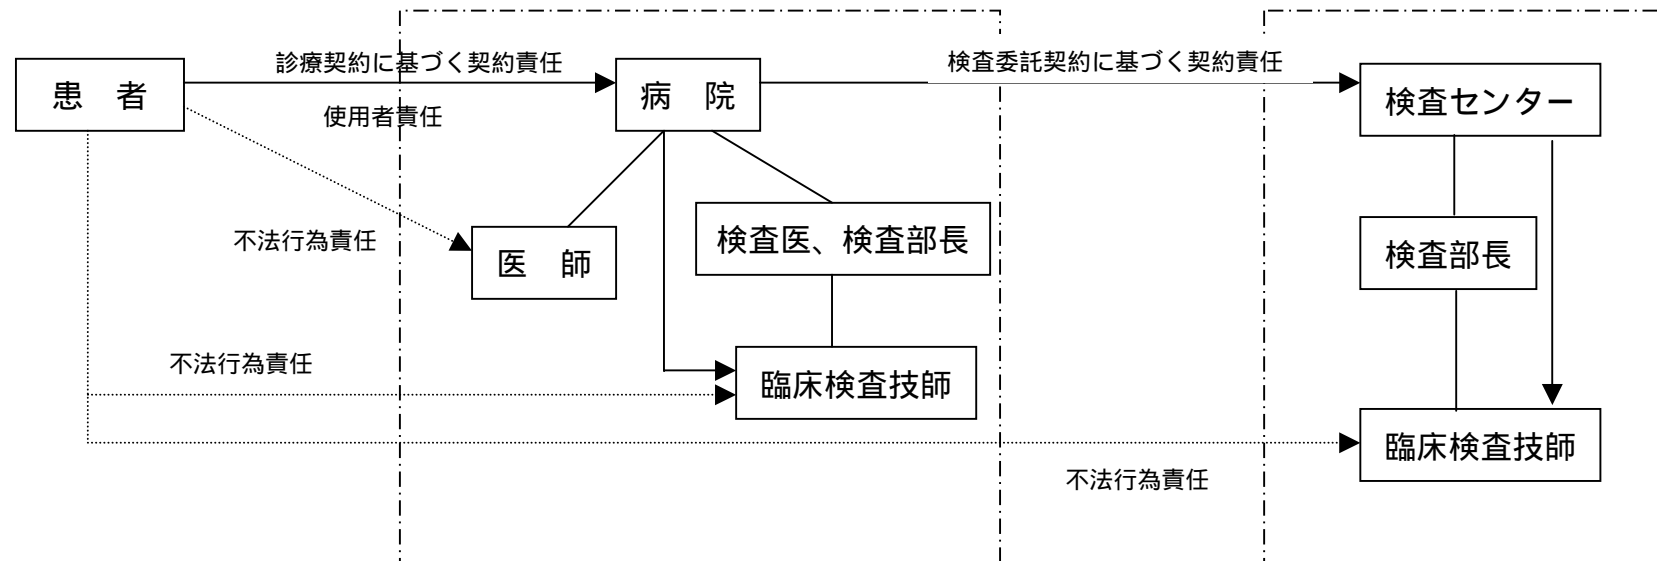 診療契約に基づく契約責任
検査委託契約に基づく契約責任
患　者
病　院
検査センター
使用者責任
不法行為責任
検査医、検査部長
医　師
検査部長
不法行為責任
臨床検査技師
臨床検査技師
不法行為責任